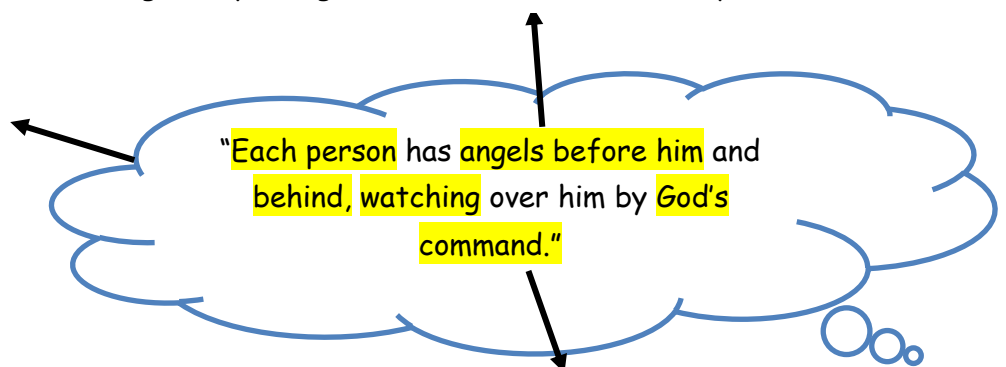 “Each person has angels before him and
behind, watching over him by God’s
command.”